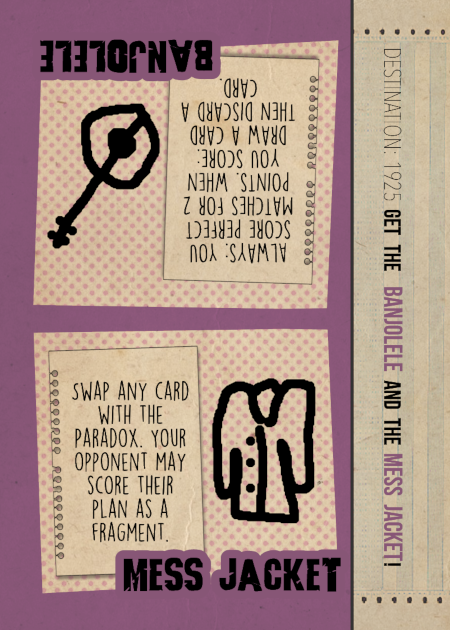 BANJOLELE
ALWAYS: YOU
SCORE PERFECT
MATCHES FOR 2
POINTS. WHEN
YOU SCORE:
DRAW A CARD
THEN DISCARD A
CARD.
SWAP ANY CARD
WITH THE
PARADOX. YOUR
OPPONENT MAY
SCORE THEIR
PLAN AS A
FRAGMENT.
MESS JACKET
DESTINATION: 1925 GET THE BANJOLELE AND THE MESS JACKET!